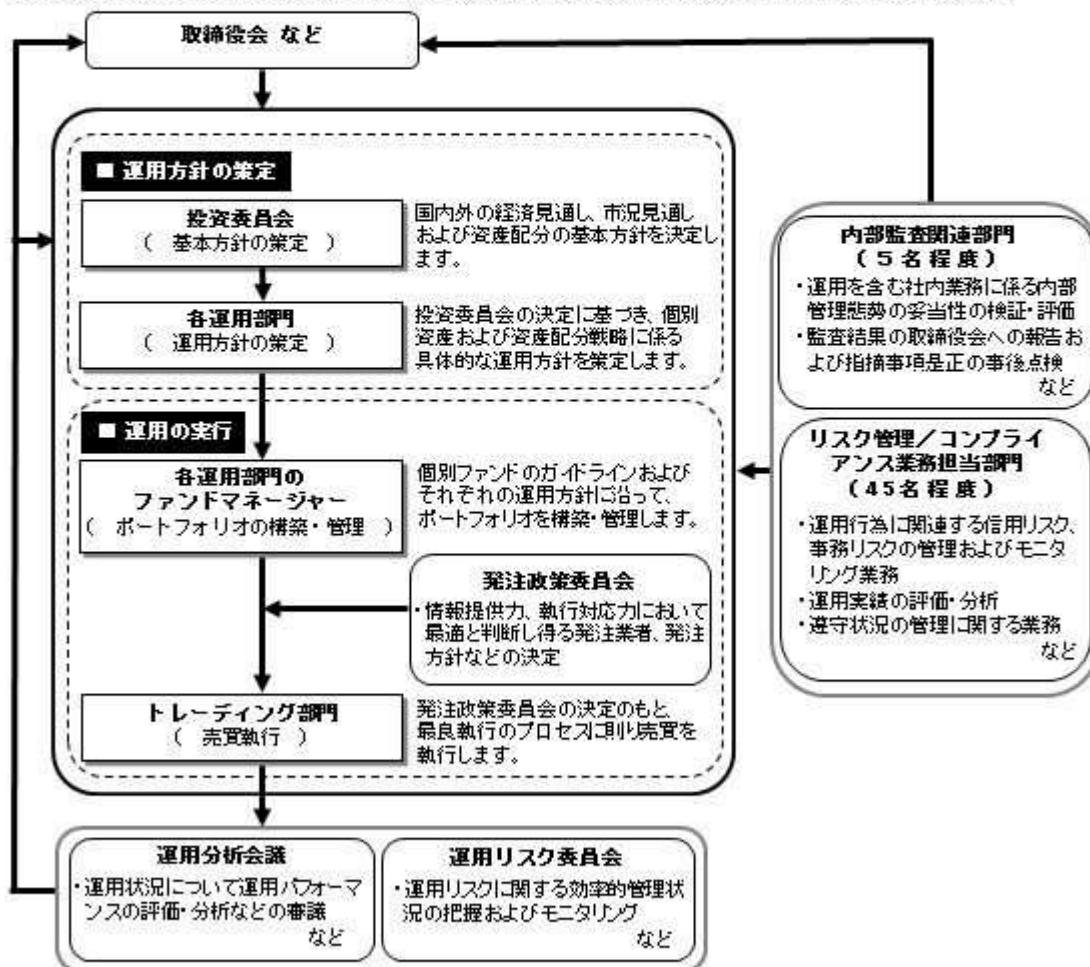 取締役会 など
■ 運用方針の策定
投資委員会
( 基本方針の策定 )
国内外の経済見通し、市況見通し
および資産配分の基本方針を決定し
ます。
各運用部門
( 運用方針の策定 )
投資委員会の決定に基づき、個別
資産および資産配分戦略に係る
具体的な運用方針を策定します。
■ 運用の実行
各運用部門の
ファンドマネージャー
( ポートフォリオの構築・管理 )
個別ファンドのガイドラインおよび
それぞれの運用方針に沿って、
ポートフォリオを構築・管理します。
発注政策委員会
・情報提供力、執行対応力において
最適と判断し得る発注業者、発注
方針などの決定
トレーディング部門
( 売買執行 )
発注政策委員会の決定のもと、
最良執行のプロセスに則り売買を
執行します。
内部監査関連部門
(5名程度)
・運用を含む社内業務に係る内部
管理態勢の妥当性の検証・評価
・監査結果の取締役会への報告お
よび指摘事項是正の事後点検
など
リスク管理/コンプライ
アンス業務担当部門
(45名程度)
・運用行為に関連する信用リスク、
事務リスクの管理およびモニタ
リング業務
・運用実績の評価・分析
・遵守状況の管理に関する業務
など
運用分析会議
・運用状況について運用パフォーマ
ンスの評価・分析などの審議
など
運用リスク委員会
・運用リスクに関する効率的管理状
況の把握およびモニタリング
など